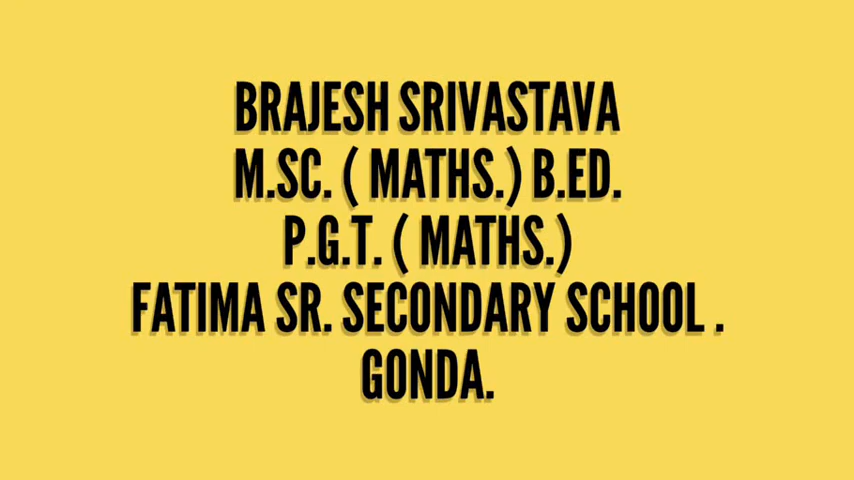 BRAJESH SRIVASTAVA
M.SC. ( MATHS.) B.ED.
P.G.T. ( MATHS.)
FATIMA SR. SECONDARY SCHOOL .
GONDA.